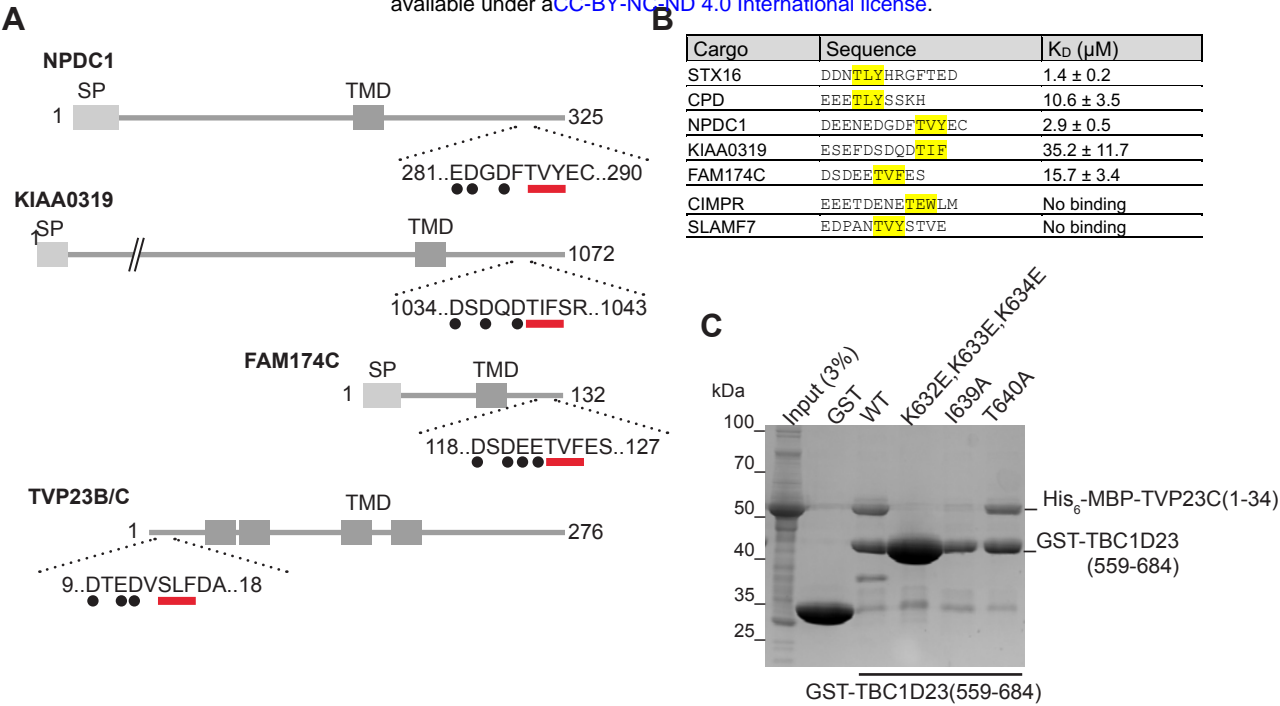 available under aCC-BY-NC-ND 4.0 International license.
A
NPDC1
SP
TMD
1
325
281..EDGDFTVYEC..290
KIAA0319
1
SP
TMD
1072
1034..DSDQDTIFSR..1043
FAM174C
SP
TMD
1
132
118..DSDEETVFES..127
TVP23B/C
TMD
1
276
9..DTEDVSLFDA..18
B
Cargo Sequence KD (µM)
STX16 DDNTLYHRGFTED 1.4 ± 0.2
CPD EEETLYSSKH 10.6 ± 3.5
NPDC1 DEENEDGDFTVYEC 2.9 ± 0.5
KIAA0319 ESEFDSDQDTIF 35.2 ± 11.7
FAM174C DSDEETVFES 15.7 ± 3.4
CIMPR EEETDENETEWLM No binding
SLAMF7 EDPANTVYSTVE No binding
C
kDa
Input (3%)
GST
WT
K632E,K633E,K634E
I639A
T640A
100
70
50
40
35
25
His6-MBP-TVP23C(1-34)
GST-TBC1D23
(559-684)
GST-TBC1D23(559-684)